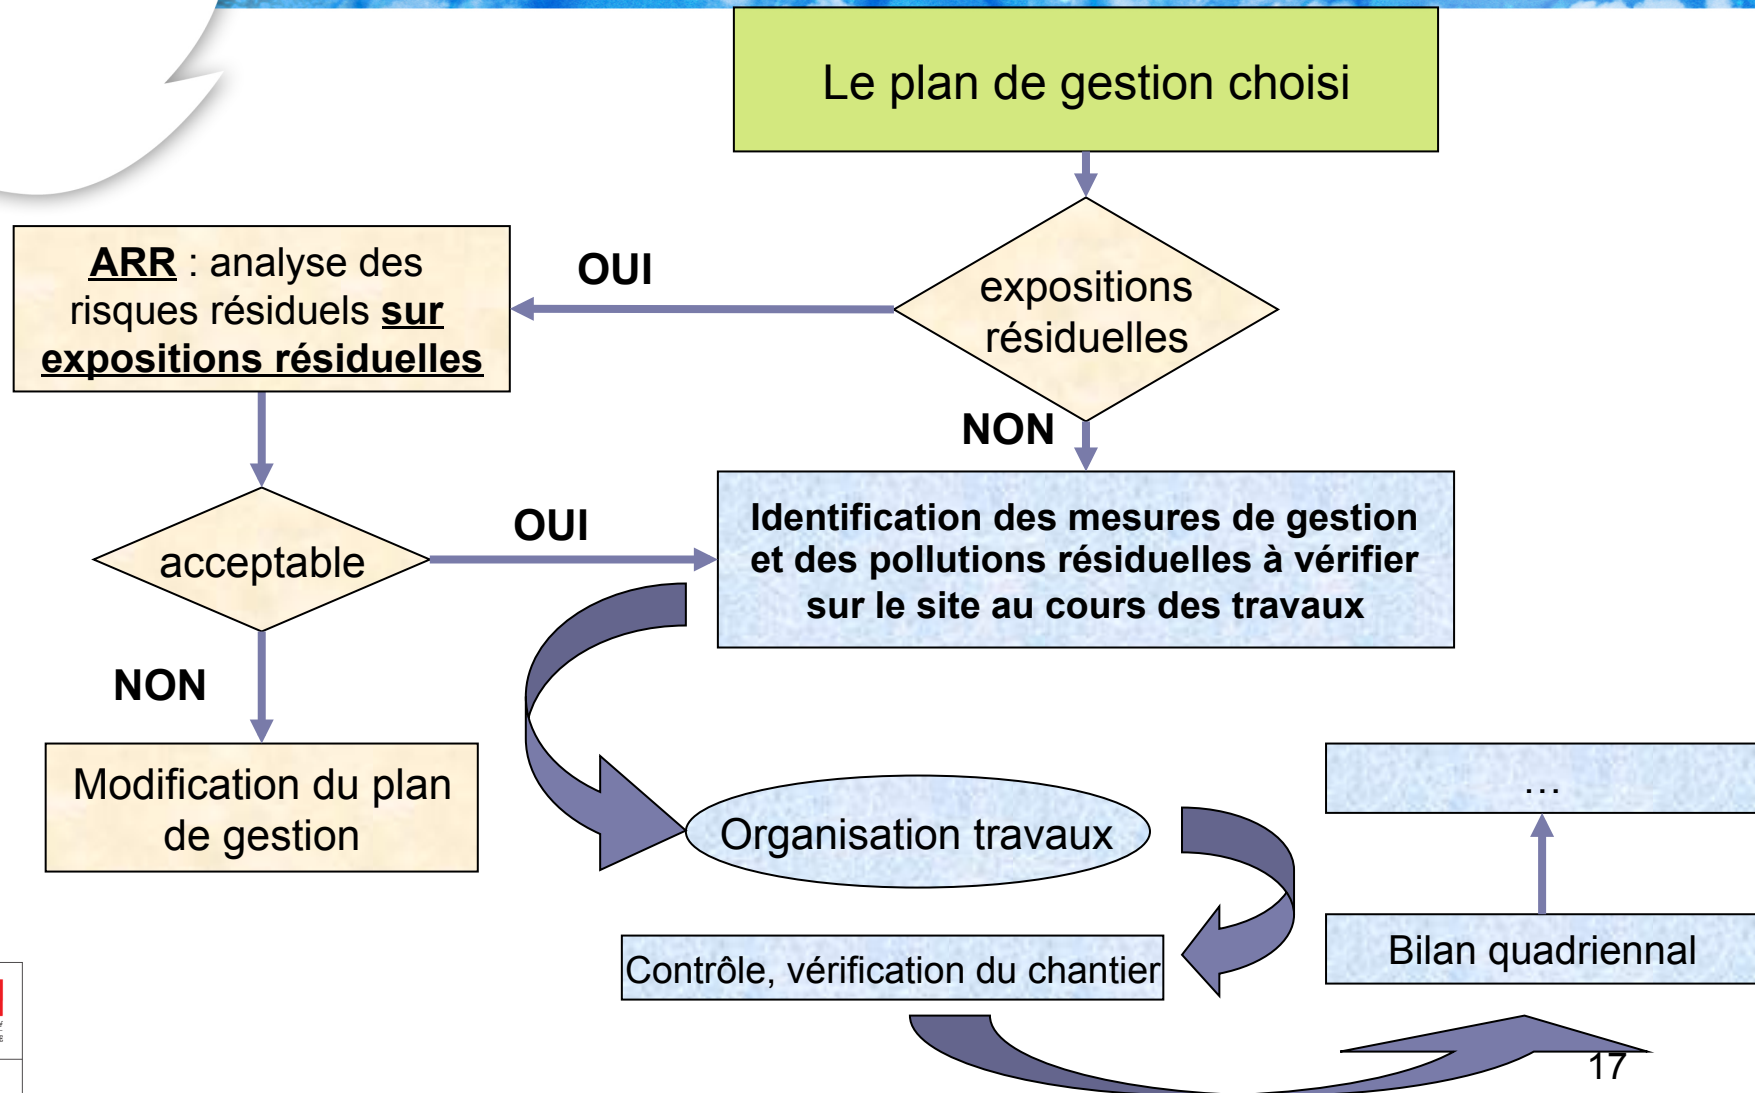 Le plan de gestion choisi
ARR : analyse des
risques résiduels sur
expositions résiduelles
OUI
expositions
résiduelles
NON
acceptable
OUI
Identification des mesures de gestion
et des pollutions résiduelles à vérifier
sur le site au cours des travaux
NON
Modification du plan
de gestion
Organisation travaux
...
Contrôle, vérification du chantier
Bilan quadriennal
17